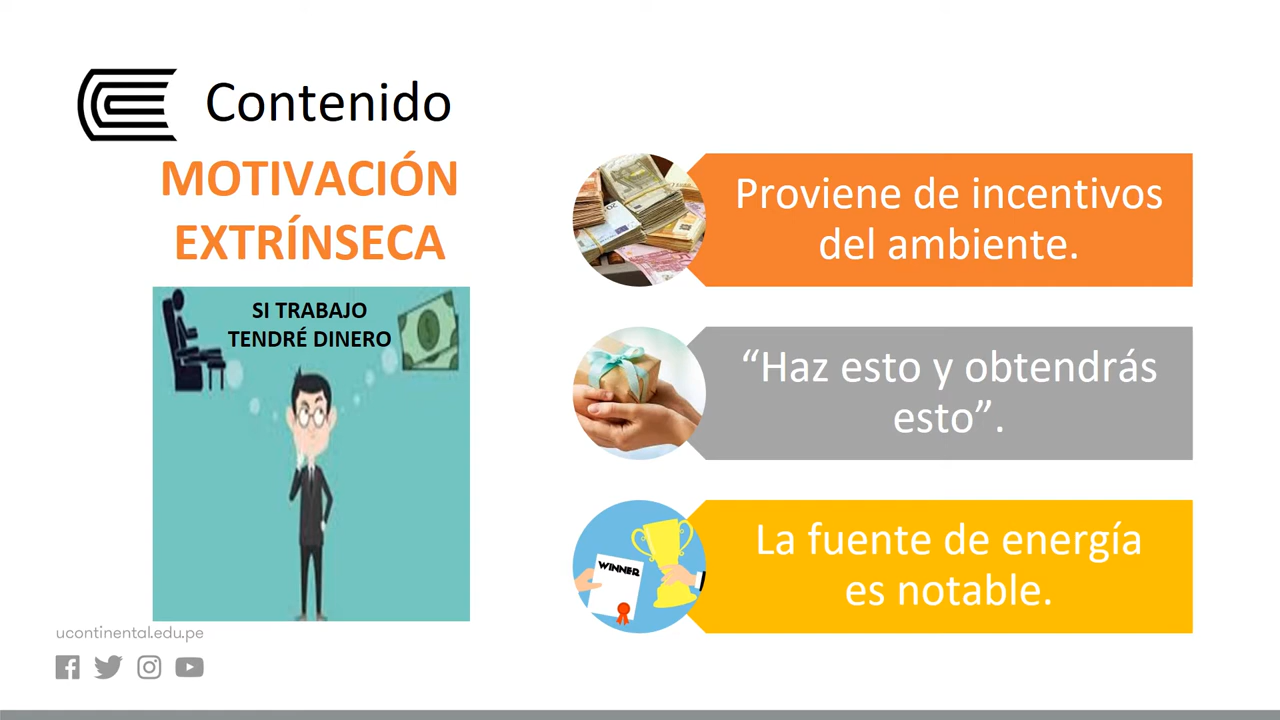 Contenido
MOTIVACIÓN
EXTRÍNSECA
SI TRABAJO
TENDRÉ DINERO
Proviene de incentivos
del ambiente.
“Haz esto y obtendrás
esto”.
WINNER
La fuente de energía
es notable.
ucontinental.edu.pe